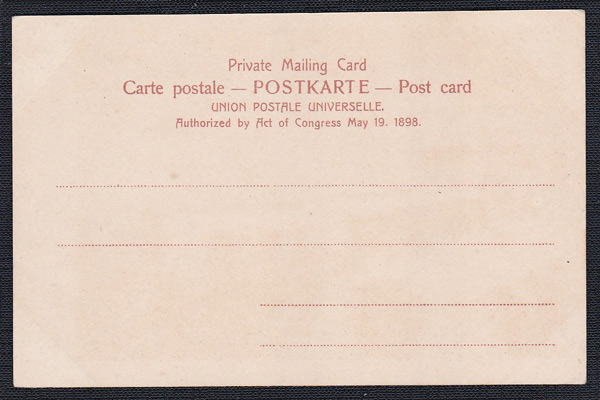 Private Mailing Card
Carte postale — POSTKARTE — Post card
UNION POSTALE UNIVERSELLE.
Authorized by Act of Congress May 19. 1898.